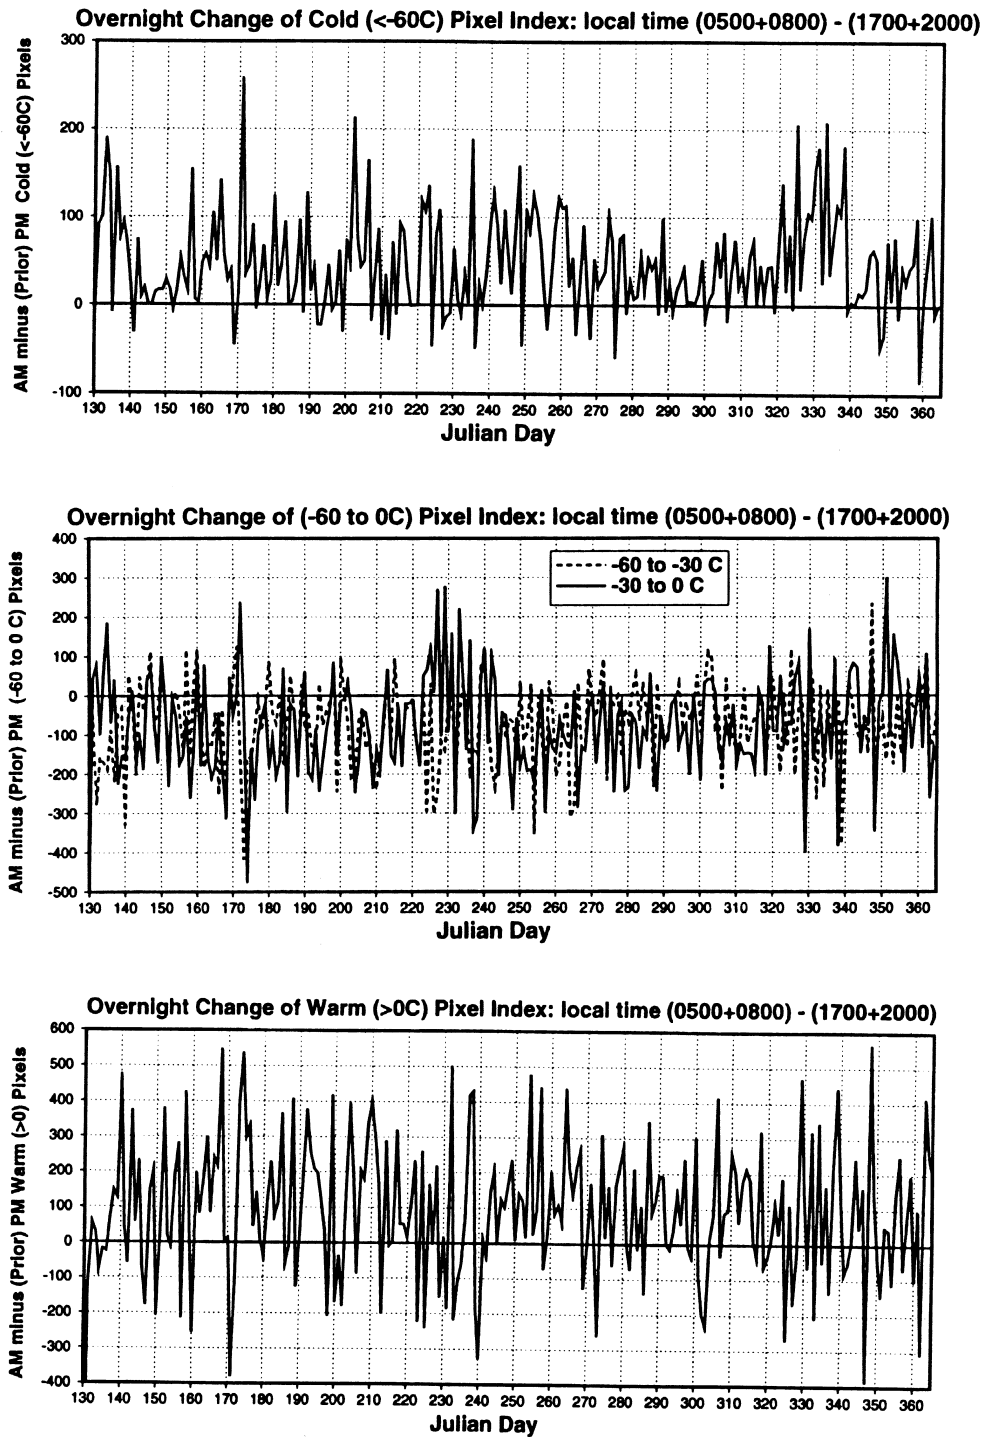 Overnight Change of Cold (<-60C) Pixel Index: local time (0500+0800) - (1700+2000)
AM minus (Prior) PM Cold (<-60C) Pixels
300
200
100
0
-100
130 140 150 160 170 180 190 200 210 220 230 240 250 260 270 280 290 300 310 320 330 340 350 360
Julian Day
Overnight Change of (-60 to 0C) Pixel Index: local time (0500+0800) - (1700+2000)
AM minus (Prior) PM (-60 to 0 C) Pixels
400
300
200
100
0
-100
-200
-300
-400
-500
-60 to -30 C
-30 to 0 C
130 140 150 160 170 180 190 200 210 220 230 240 250 260 270 280 290 300 310 320 330 340 350 360
Julian Day
Overnight Change of Warm (>0C) Pixel Index: local time (0500+0800) - (1700+2000)
AM minus (Prior) PM Warm (>0) Pixels
600
500
400
300
200
100
0
-100
-200
-300
-400
130 140 150 160 170 180 190 200 210 220 230 240 250 260 270 280 290 300 310 320 330 340 350 360
Julian Day